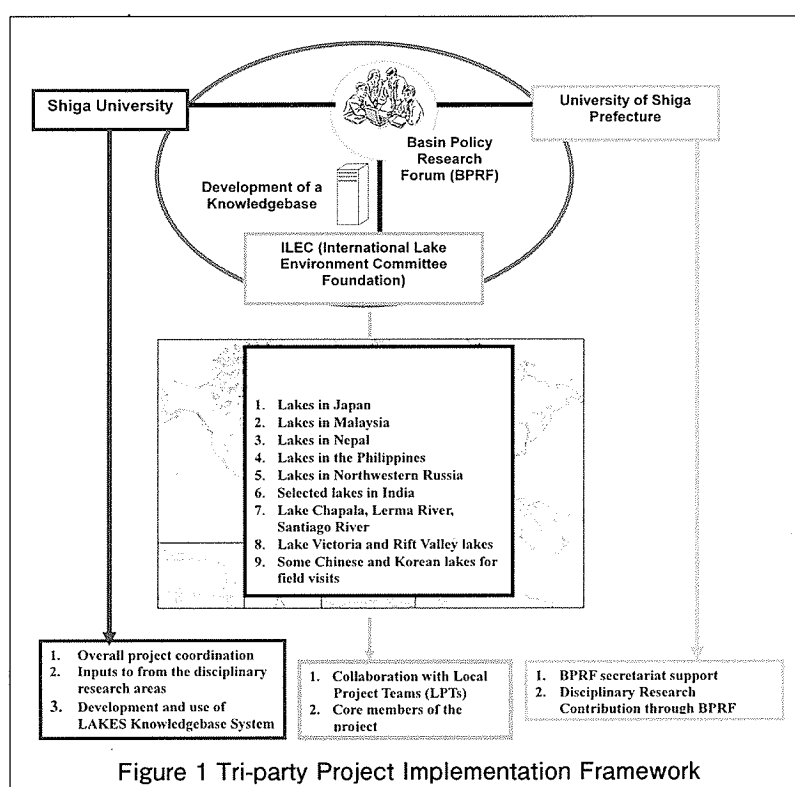 Shiga University
University of Shiga
Prefecture
Basin Policy
Research
Forum (BPRF)
Development of a
Knowledgebase
ILEC (International Lake
Environment Committee
Foundation)
1. Lakes in Japan
2. Lakes in Malaysia
3. Lakes in Nepal
4. Lakes in the Philippines
5. Lakes in Northwestern Russia
6. Selected lakes in India
7. Lake Chapala, Lerma River,
Santiago River
8. Lake Victoria and Rift Valley lakes
9. Some Chinese and Korean lakes for
field visits
1. Overall project coordination
2. Inputs to from the disciplinary
research areas
3. Development and use of
LAKES Knowledgebase System
1. Collaboration with Local
Project Teams (LPTs)
2. Core members of the
project
1. BPRF secretariat support
2. Disciplinary Research
Contribution through BPRF
Figure 1 Tri-party Project Implementation Framework